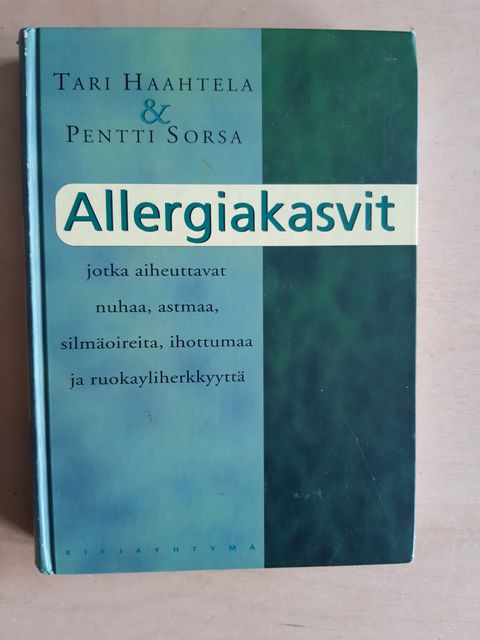 TARI HAAHTELA
&
PENTTI SORSA
Allergiakasvit
jotka aiheuttavat
nuhaa, astmaa,
silmäoireita, ihottumaa
ja ruokayliherkkyyttä
KIRJAYHTYMÄ